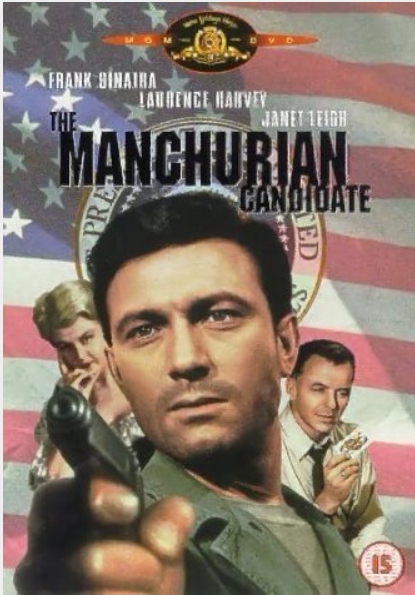 MGM DVD
FRANK SINATRA
LAURENCE HARVEY
JANET LEIGH
THE
MANCHURIAN
CANDIDATE
15